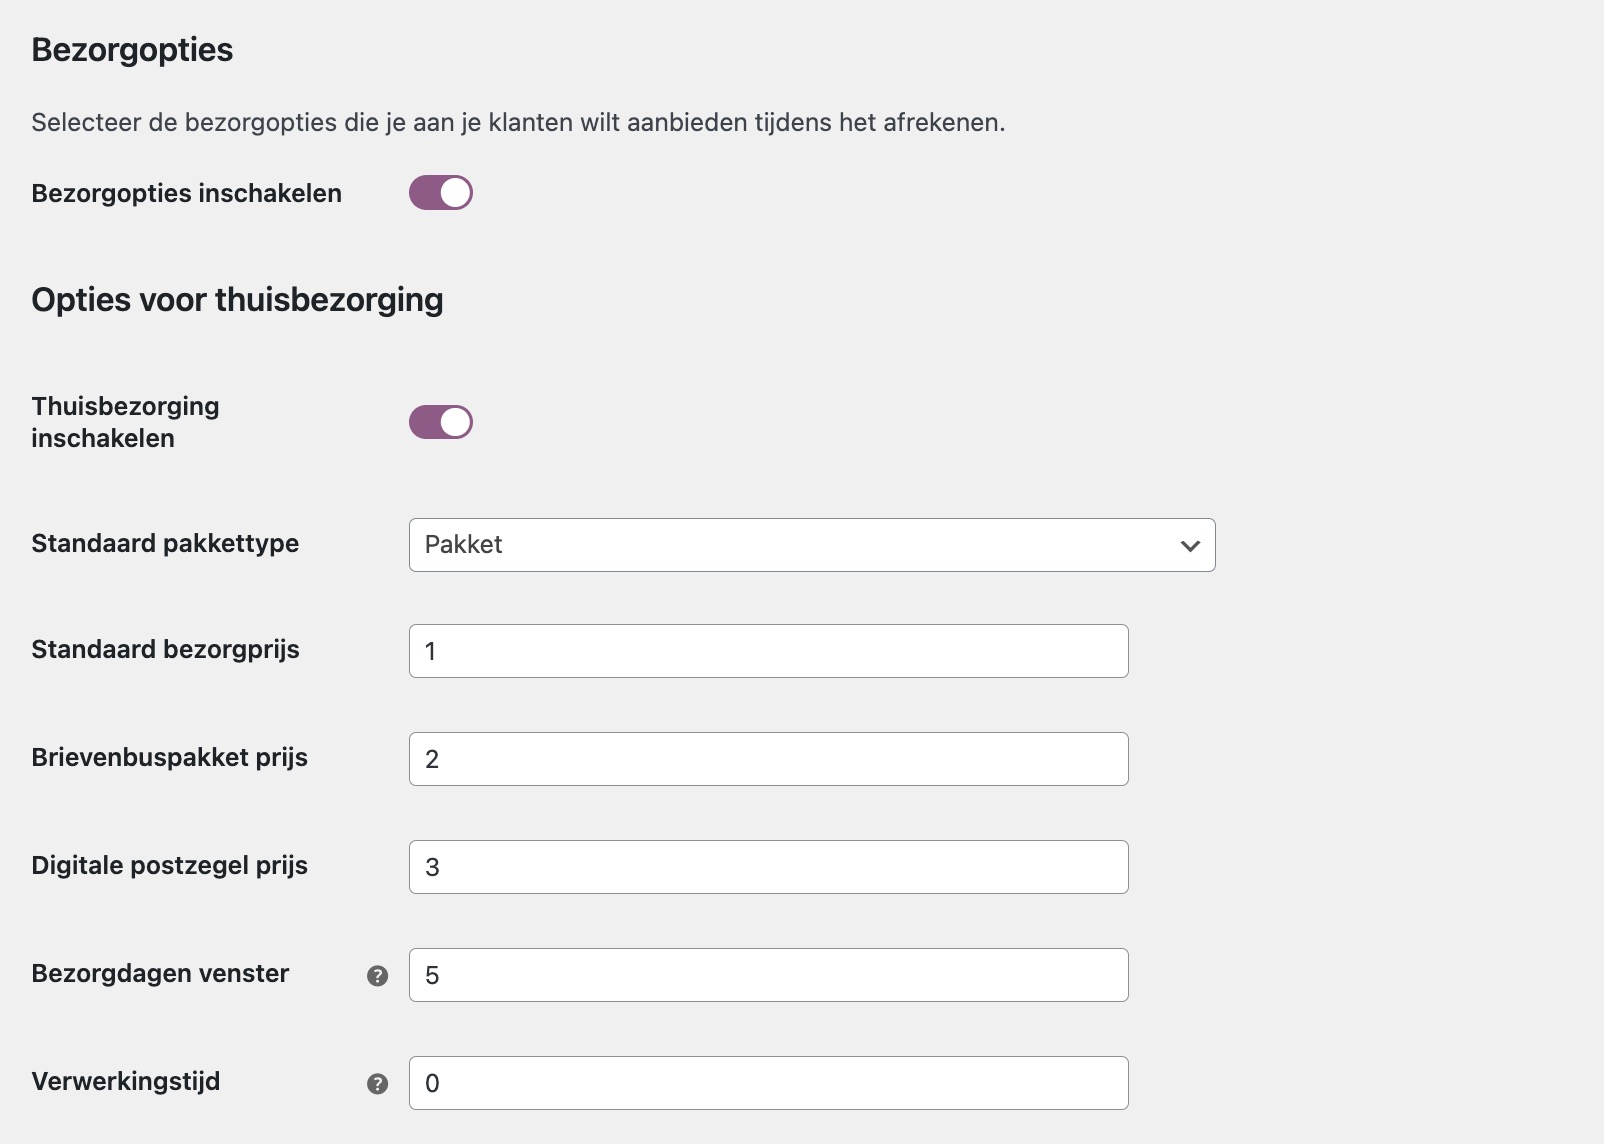 Bezorgopties
Selecteer de bezorgopties die je aan je klanten wilt aanbieden tijdens het afrekenen.
Bezorgopties inschakelen
Opties voor thuisbezorging
Thuisbezorging
inschakelen
Standaard pakkettype
Pakket
Standaard bezorgprijs
1
Brievenbuspakket prijs
2
Digitale postzegel prijs
3
Bezorgdagen venster
?
5
Verwerkingstijd
?
0